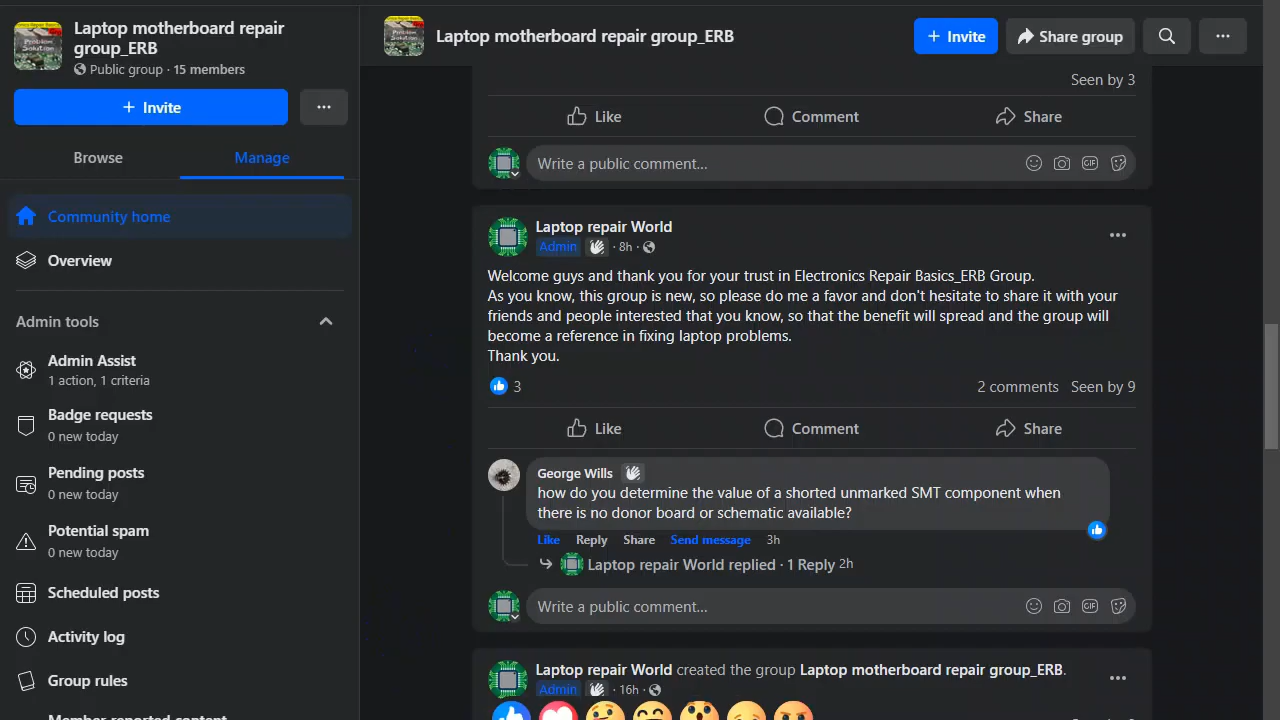 Laptop motherboard repair
group_ERB
Public group · 15 members
+ Invite
...
Browse
Manage
Community home
Overview
Admin tools
Admin Assist
1 action, 1 criteria
Badge requests
0 new today
Pending posts
0 new today
Potential spam
0 new today
Scheduled posts
Activity log
Group rules
Member-reported content
Laptop motherboard repair group_ERB
+ Invite
Share group
...
Seen by 3
Like
Comment
Share
Write a public comment...
GIF
Laptop repair World
Admin · 8h ·
Welcome guys and thank you for your trust in Electronics Repair Basics_ERB Group.
As you know, this group is new, so please do me a favor and don't hesitate to share it with your
friends and people interested that you know, so that the benefit will spread and the group will
become a reference in fixing laptop problems.
Thank you.
3
2 comments Seen by 9
Like
Comment
Share
George Wills
how do you determine the value of a shorted unmarked SMT component when
there is no donor board or schematic available?
Like Reply Share Send message 3h
Laptop repair World replied · 1 Reply 2h
Write a public comment...
GIF
Laptop repair World created the group Laptop motherboard repair group_ERB.
Admin · 16h ·